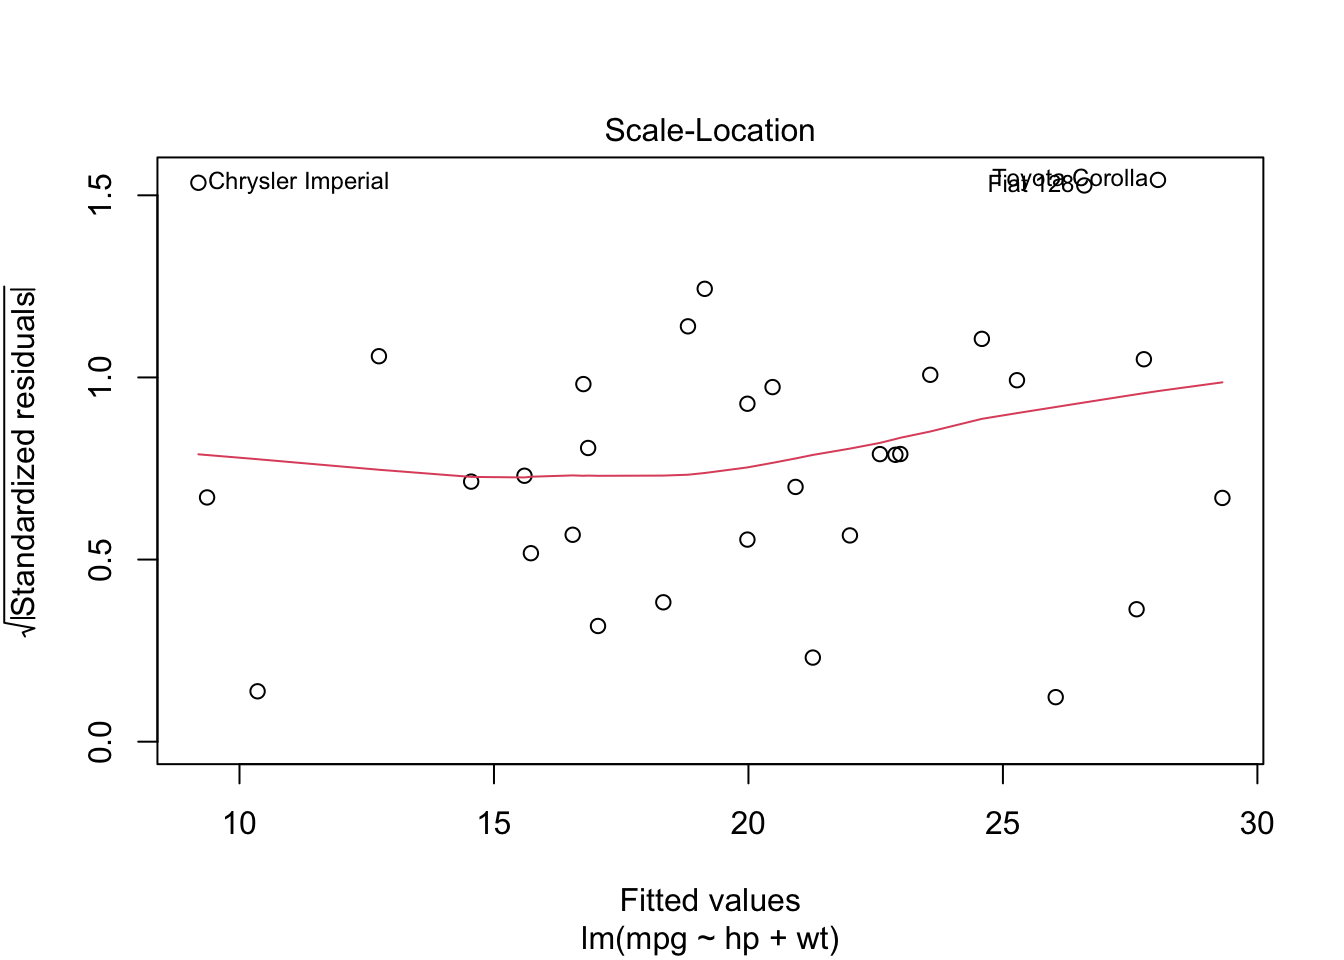 Scale-Location
Chrysler Imperial
Toyota Corolla
Fiat 128
√|Standardized residuals|
0.0
0.5
1.0
1.5
10 15 20 25 30
Fitted values
lm(mpg ~ hp + wt)